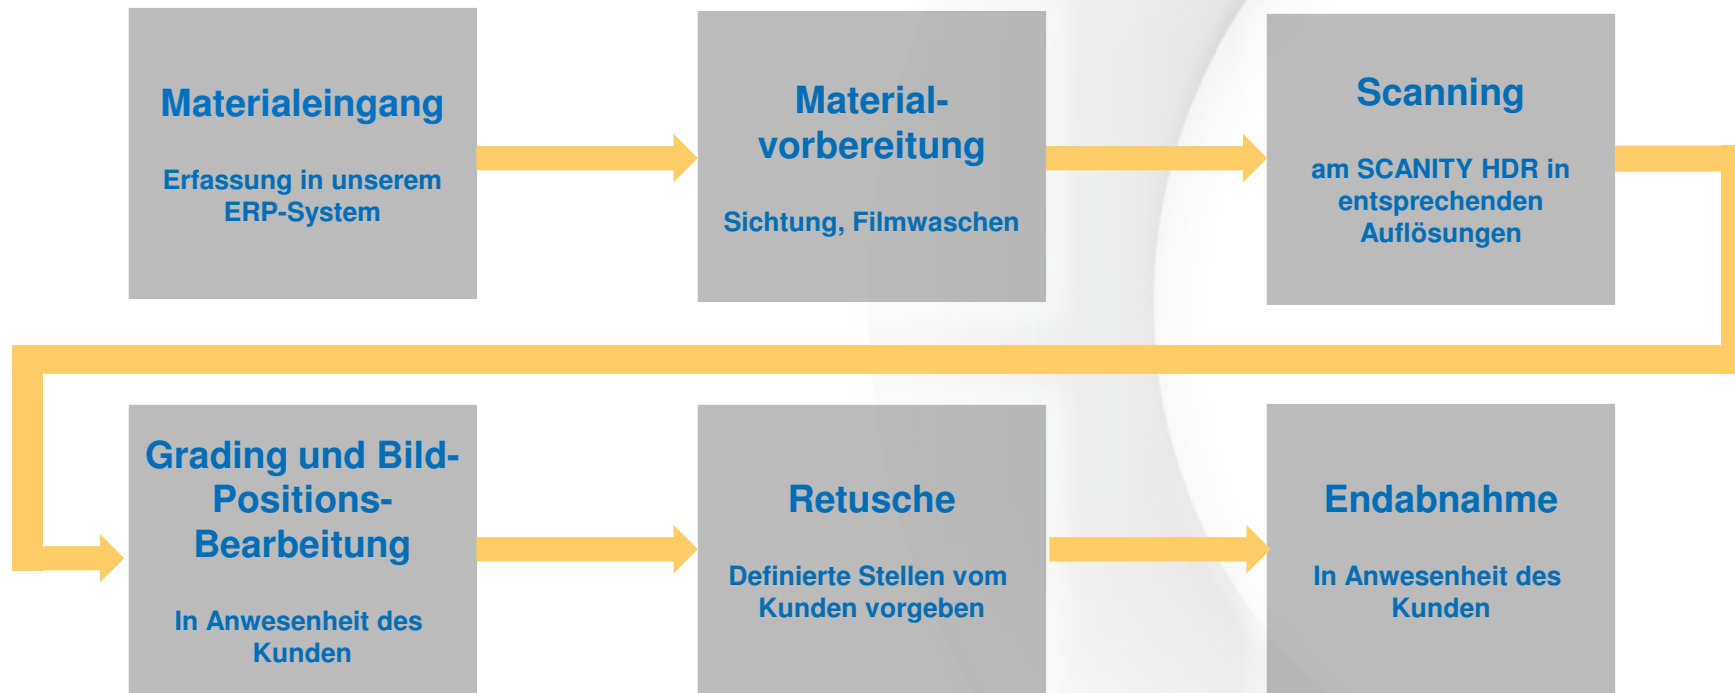 Materialeingang
Erfassung in unserem
ERP-System
Material-
vorbereitung
Sichtung, Filmwaschen
Scanning
am SCANITY HDR in
entsprechenden
Auflösungen
Grading und Bild-
Positions-
Bearbeitung
In Anwesenheit des
Kunden
Retusche
Definierte Stellen vom
Kunden vorgeben
Endabnahme
In Anwesenheit des
Kunden